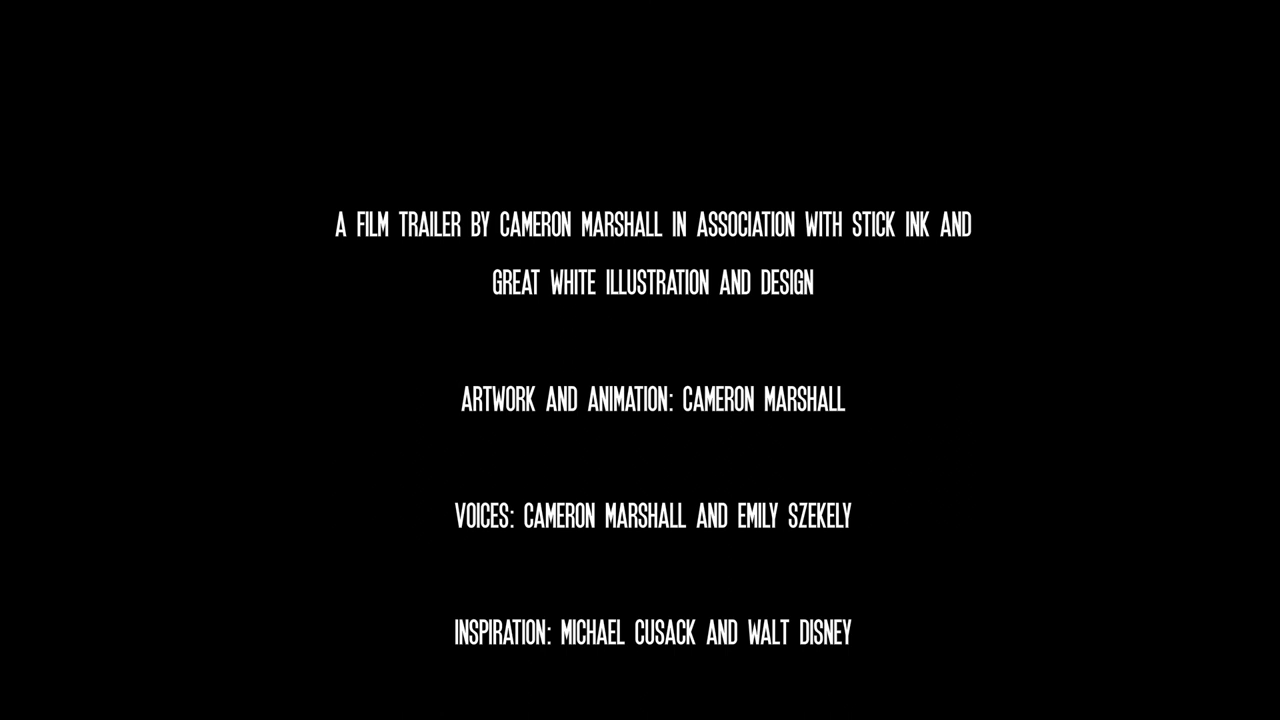 A FILM TRAILER BY CAMERON MARSHALL IN ASSOCIATION WITH STICK INK AND
GREAT WHITE ILLUSTRATION AND DESIGN
ARTWORK AND ANIMATION: CAMERON MARSHALL
VOICES: CAMERON MARSHALL AND EMILY SZEKELY
INSPIRATION: MICHAEL CUSACK AND WALT DISNEY